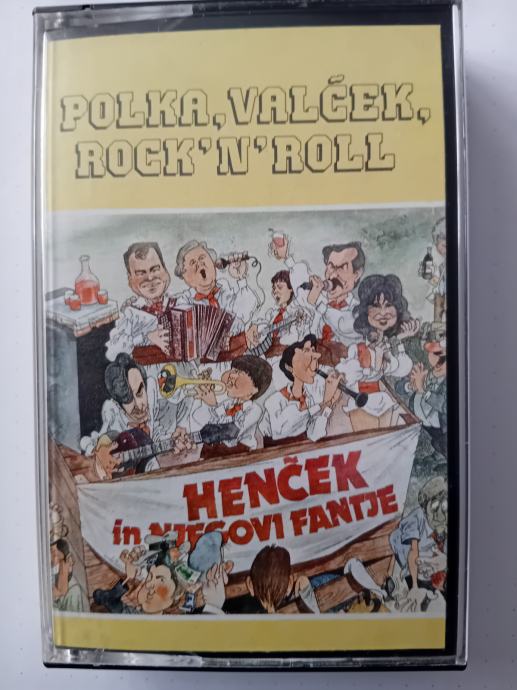 POLKA, VALČEK,
ROCK'N'ROLL
HENČEK
in NJEGOVI FANTJE